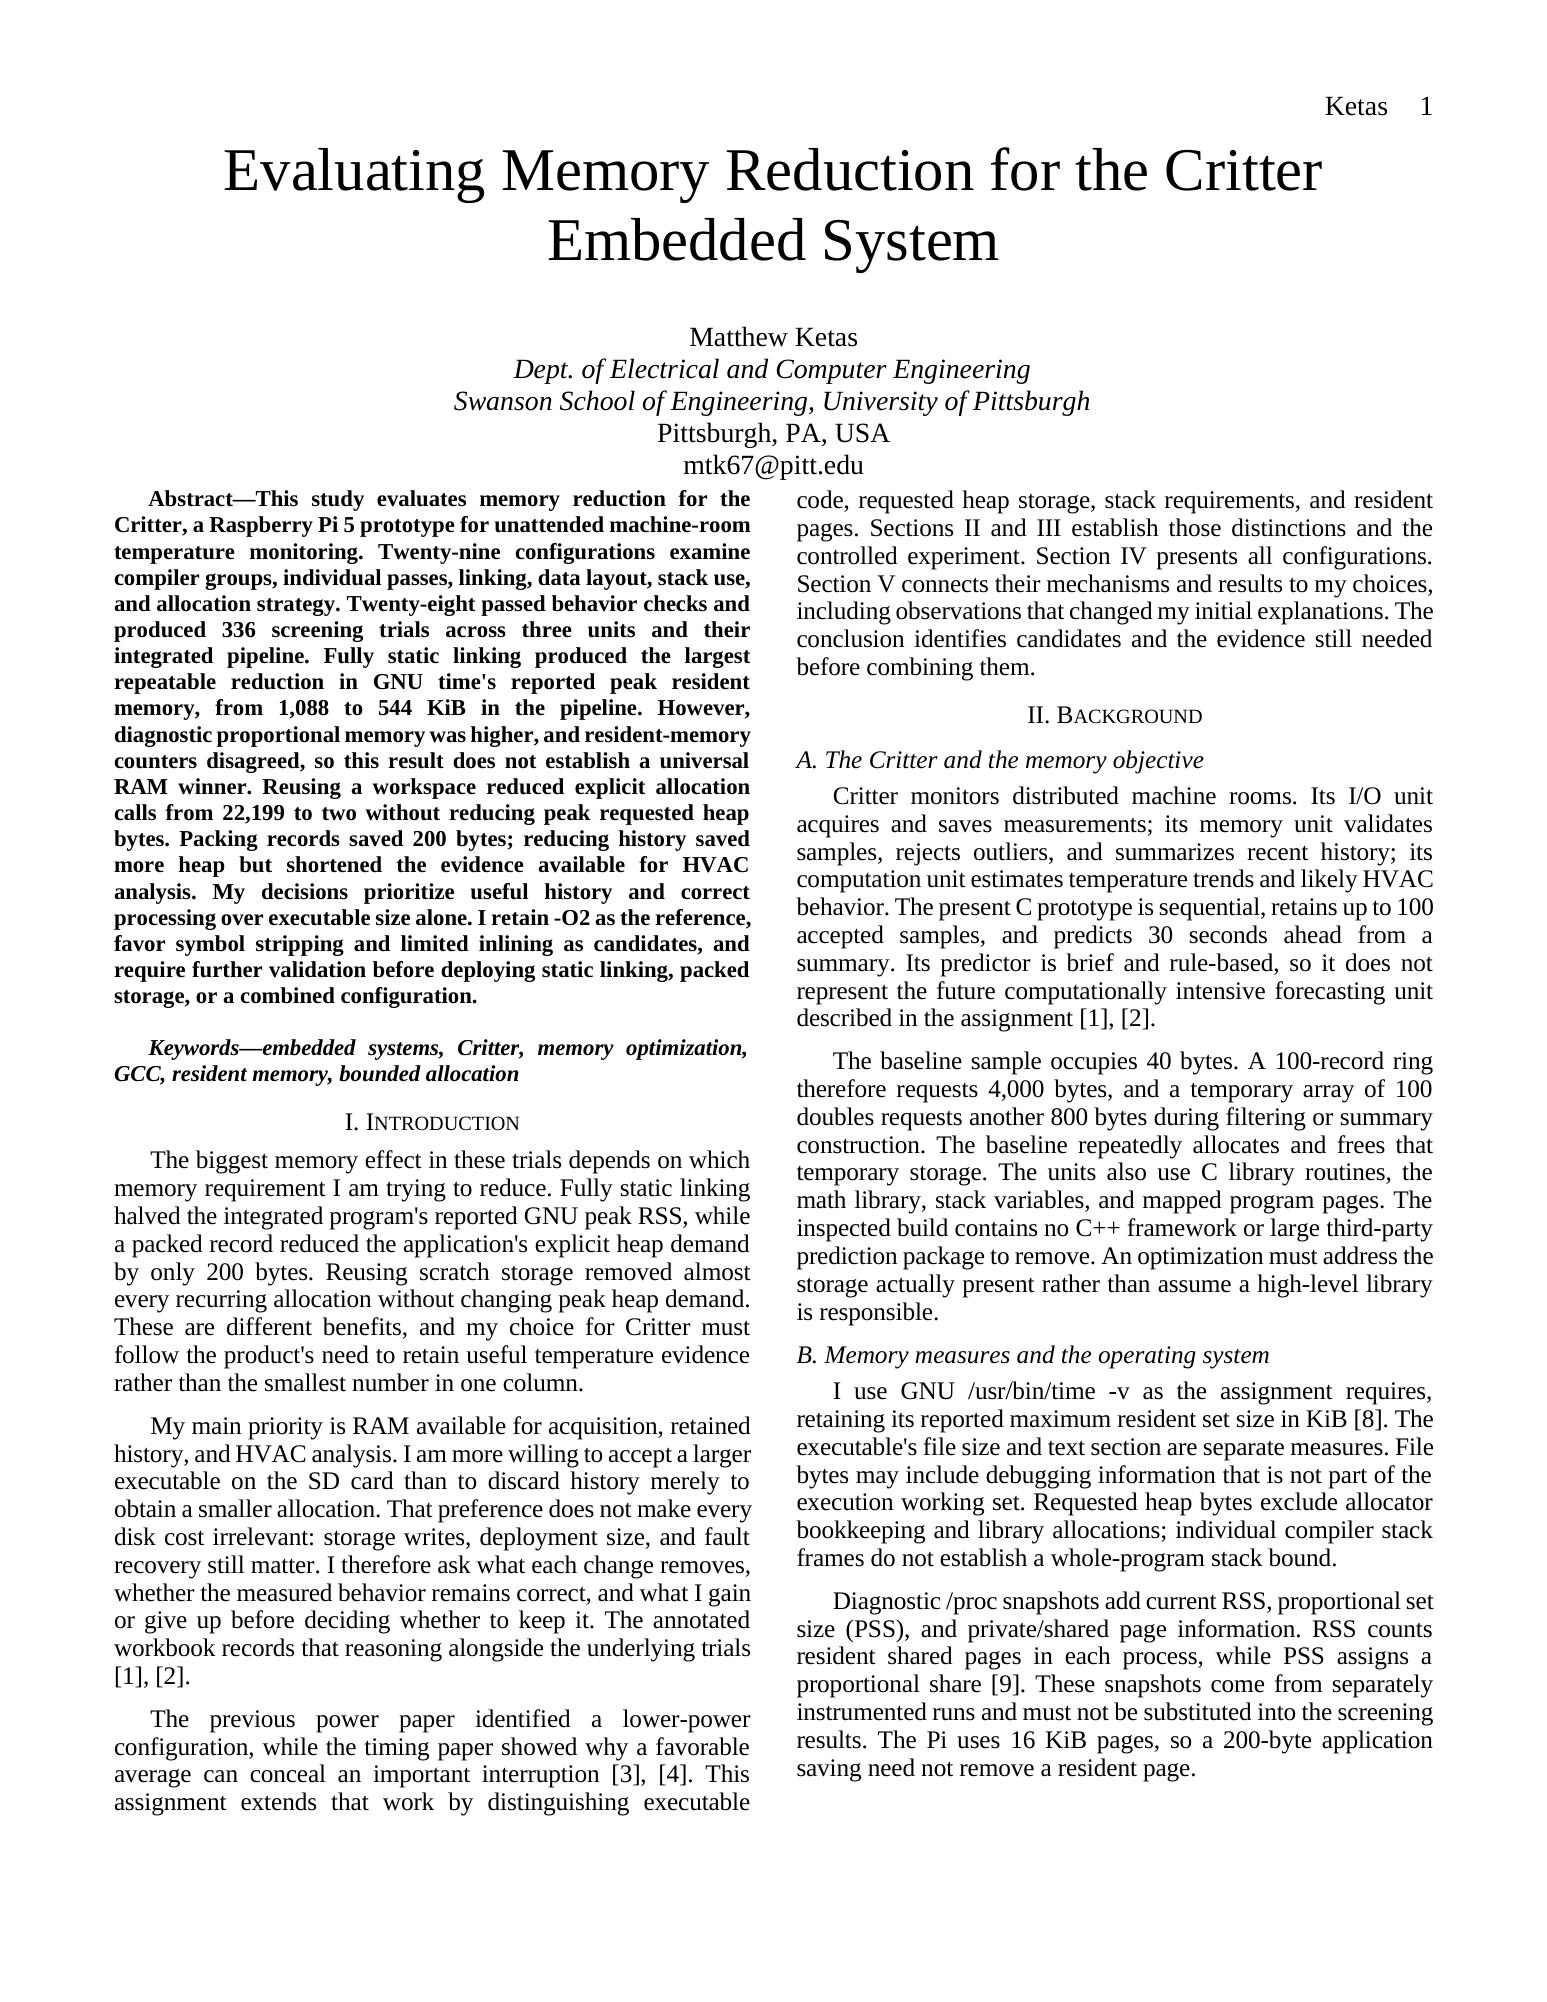 Ketas 1
Evaluating Memory Reduction for the Critter
Embedded System
Matthew Ketas
Dept. of Electrical and Computer Engineering
Swanson School of Engineering, University of Pittsburgh
Pittsburgh, PA, USA
mtk67@pitt.edu
Abstract—This study evaluates memory reduction for the
Critter, a Raspberry Pi 5 prototype for unattended machine-room
temperature monitoring. Twenty-nine configurations examine
compiler groups, individual passes, linking, data layout, stack use,
and allocation strategy. Twenty-eight passed behavior checks and
produced 336 screening trials across three units and their
integrated pipeline. Fully static linking produced the largest
repeatable reduction in GNU time's reported peak resident
memory, from 1,088 to 544 KiB in the pipeline. However,
diagnostic proportional memory was higher, and resident-memory
counters disagreed, so this result does not establish a universal
RAM winner. Reusing a workspace reduced explicit allocation
calls from 22,199 to two without reducing peak requested heap
bytes. Packing records saved 200 bytes; reducing history saved
more heap but shortened the evidence available for HVAC
analysis. My decisions prioritize useful history and correct
processing over executable size alone. I retain -O2 as the reference,
favor symbol stripping and limited inlining as candidates, and
require further validation before deploying static linking, packed
storage, or a combined configuration.
Keywords—embedded systems, Critter, memory optimization,
GCC, resident memory, bounded allocation
I. INTRODUCTION
The biggest memory effect in these trials depends on which
memory requirement I am trying to reduce. Fully static linking
halved the integrated program's reported GNU peak RSS, while
a packed record reduced the application's explicit heap demand
by only 200 bytes. Reusing scratch storage removed almost
every recurring allocation without changing peak heap demand.
These are different benefits, and my choice for Critter must
follow the product's need to retain useful temperature evidence
rather than the smallest number in one column.
My main priority is RAM available for acquisition, retained
history, and HVAC analysis. I am more willing to accept a larger
executable on the SD card than to discard history merely to
obtain a smaller allocation. That preference does not make every
disk cost irrelevant: storage writes, deployment size, and fault
recovery still matter. I therefore ask what each change removes,
whether the measured behavior remains correct, and what I gain
or give up before deciding whether to keep it. The annotated
workbook records that reasoning alongside the underlying trials
[1], [2].
The previous power paper identified a lower-power
configuration, while the timing paper showed why a favorable
average can conceal an important interruption [3], [4]. This
assignment extends that work by distinguishing executable
code, requested heap storage, stack requirements, and resident
pages. Sections II and III establish those distinctions and the
controlled experiment. Section IV presents all configurations.
Section V connects their mechanisms and results to my choices,
including observations that changed my initial explanations. The
conclusion identifies candidates and the evidence still needed
before combining them.
II. BACKGROUND
A. The Critter and the memory objective
Critter monitors distributed machine rooms. Its I/O unit
acquires and saves measurements; its memory unit validates
samples, rejects outliers, and summarizes recent history; its
computation unit estimates temperature trends and likely HVAC
behavior. The present C prototype is sequential, retains up to 100
accepted samples, and predicts 30 seconds ahead from a
summary. Its predictor is brief and rule-based, so it does not
represent the future computationally intensive forecasting unit
described in the assignment [1], [2].
The baseline sample occupies 40 bytes. A 100-record ring
therefore requests 4,000 bytes, and a temporary array of 100
doubles requests another 800 bytes during filtering or summary
construction. The baseline repeatedly allocates and frees that
temporary storage. The units also use C library routines, the
math library, stack variables, and mapped program pages. The
inspected build contains no C++ framework or large third-party
prediction package to remove. An optimization must address the
storage actually present rather than assume a high-level library
is responsible.
B. Memory measures and the operating system
I use GNU /usr/bin/time -v as the assignment requires,
retaining its reported maximum resident set size in KiB [8]. The
executable's file size and text section are separate measures. File
bytes may include debugging information that is not part of the
execution working set. Requested heap bytes exclude allocator
bookkeeping and library allocations; individual compiler stack
frames do not establish a whole-program stack bound.
Diagnostic /proc snapshots add current RSS, proportional set
size (PSS), and private/shared page information. RSS counts
resident shared pages in each process, while PSS assigns a
proportional share [9]. These snapshots come from separately
instrumented runs and must not be substituted into the screening
results. The Pi uses 16 KiB pages, so a 200-byte application
saving need not remove a resident page.